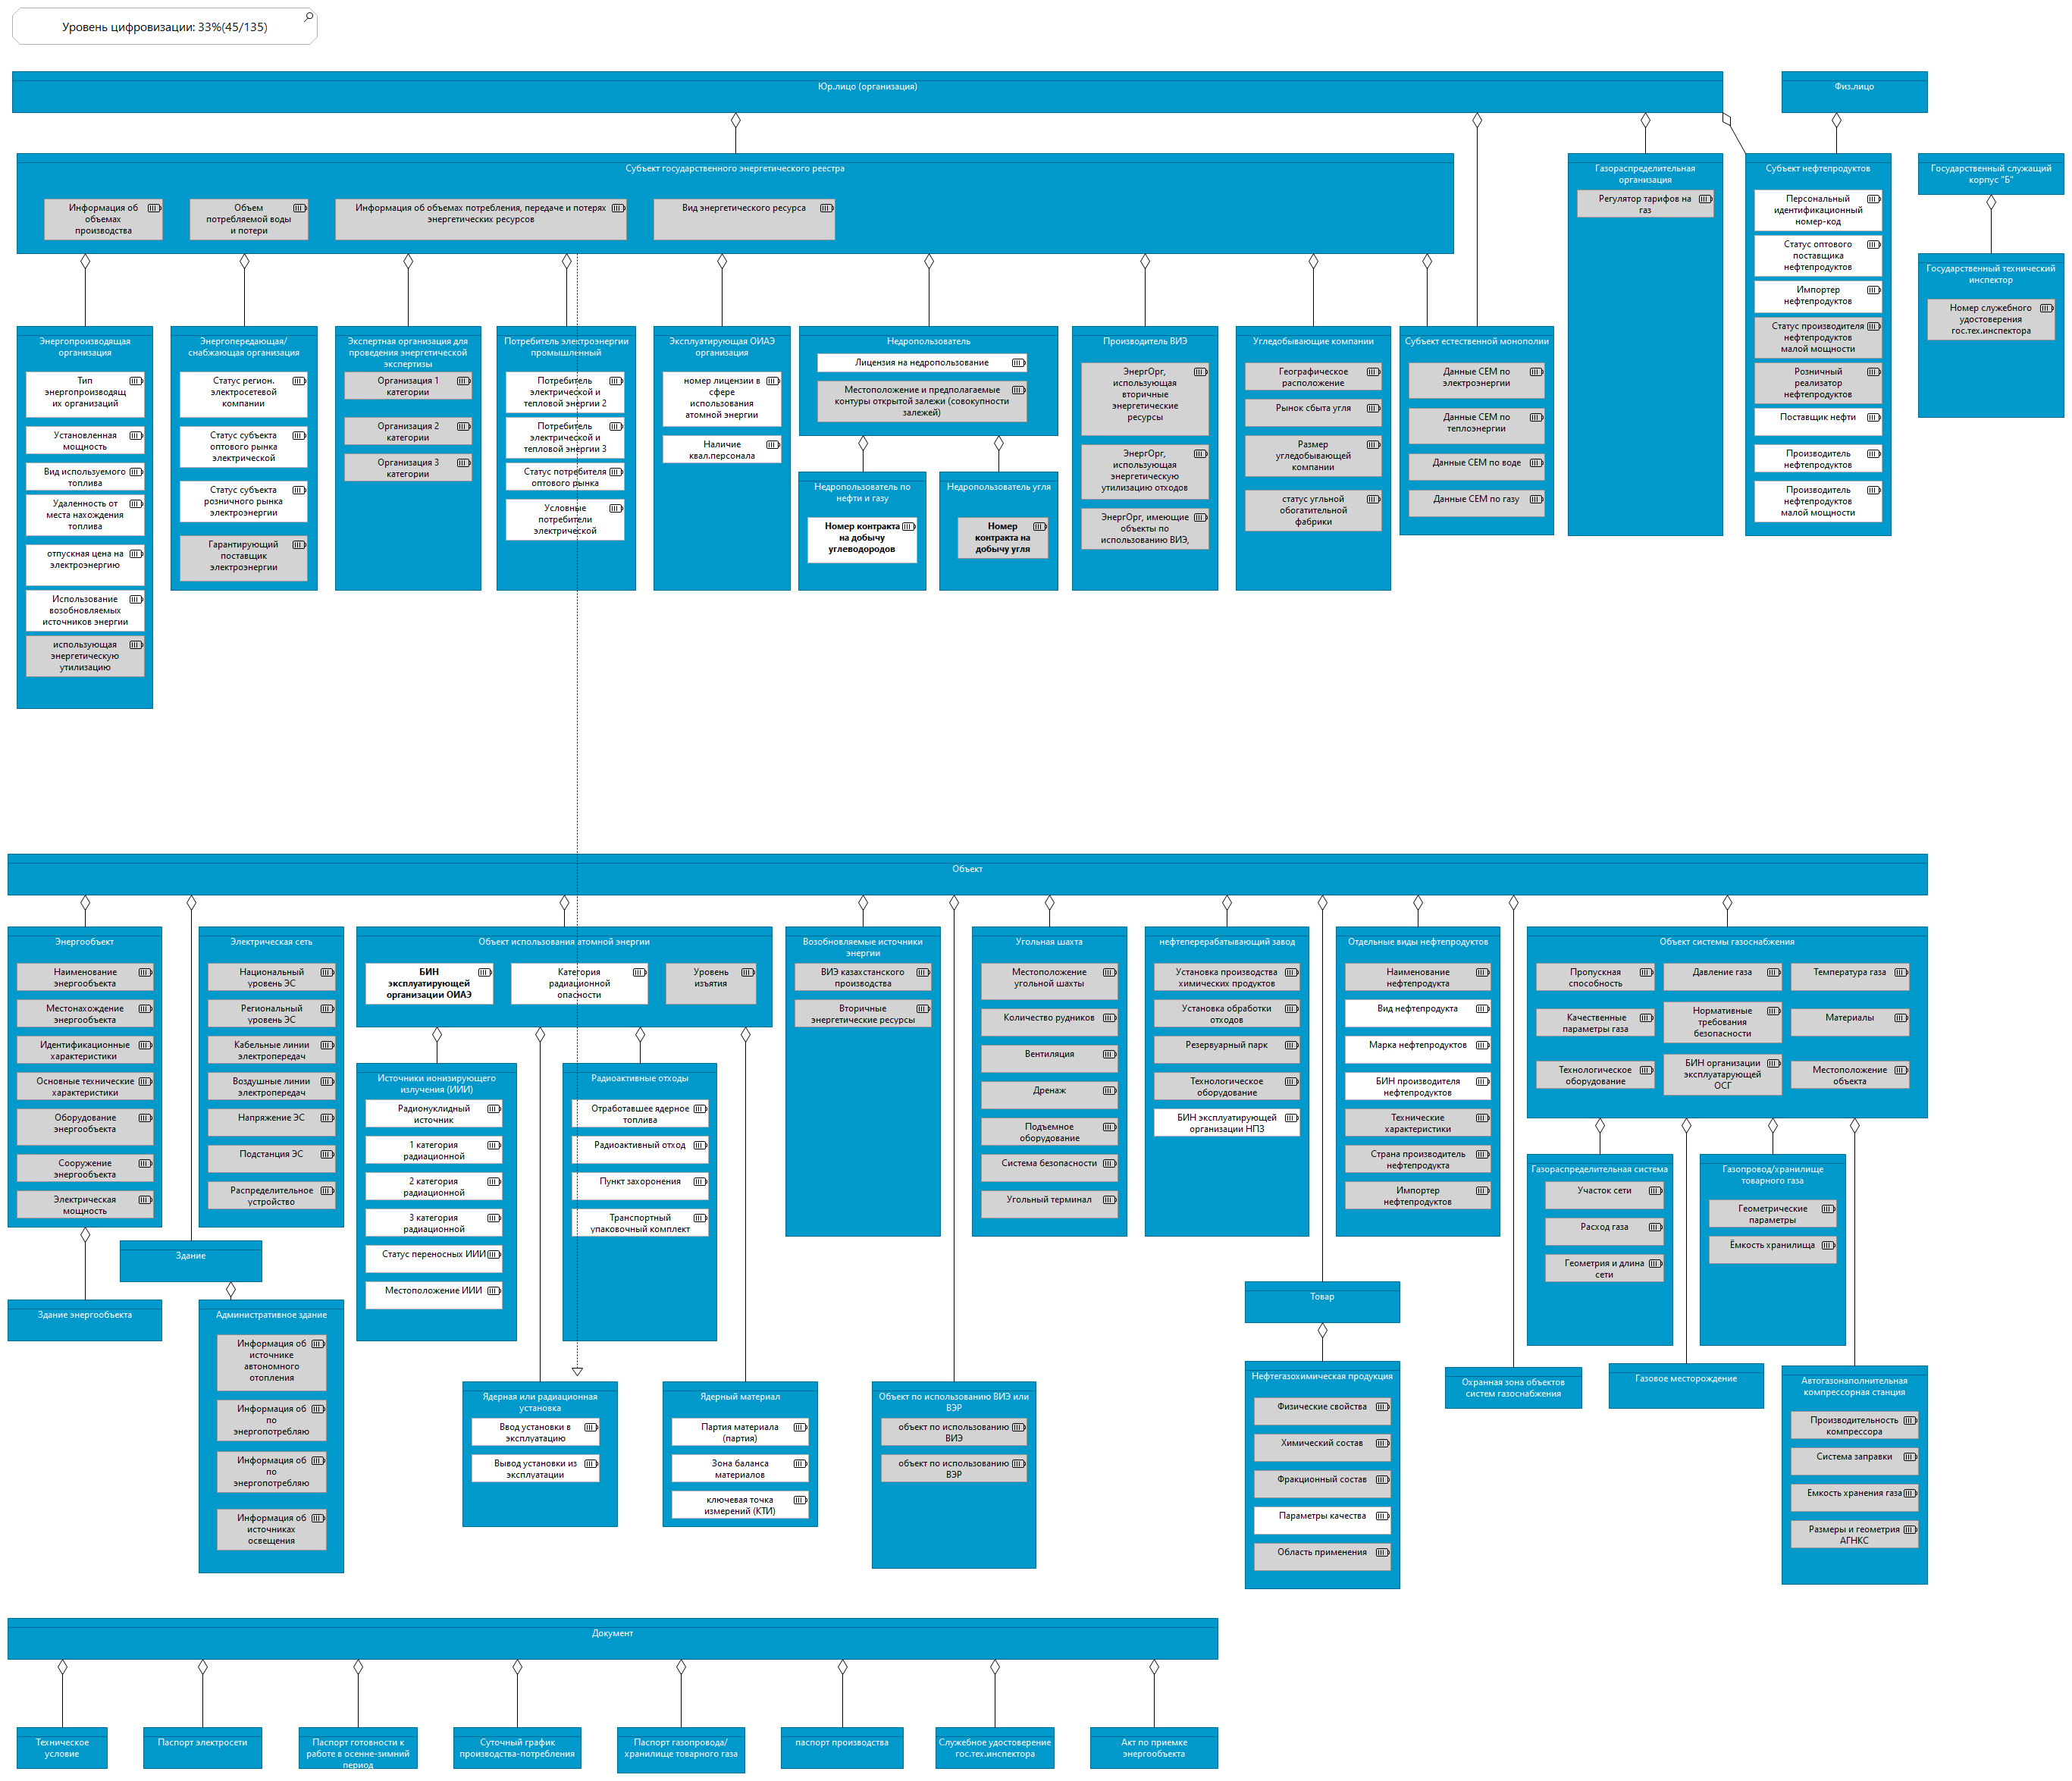 Уровень цифровизации: 33%(45/135)
Юр.лицо (организация)
Физ.лицо
Субъект государственного энергетического реестра
Информация об
объемах
производства
Объем
потребляемой воды
и потери
Информация об объемах потребления, передаче и потерях
энергетических ресурсов
Вид энергетического ресурса
Газораспределительная
организация
Регулятор тарифов на
газ
Субъект нефтепродуктов
Персональный
идентификационный
номер-код
Статус оптового
поставщика
нефтепродуктов
Импортер
нефтепродуктов
Статус производителя
нефтепродуктов
малой мощности
Розничный
реализатор
нефтепродуктов
Поставщик нефти
Производитель
нефтепродуктов
Производитель
нефтепродуктов
малой мощности
Государственный служащий
корпус "Б"
Государственный технический
инспектор
Номер служебного
удостоверения
гос.тех.инспектора
Энергопроизводящая
организация
Тип
энергопроизводящ
их организаций
Установленная
мощность
Вид используемого
топлива
Удаленность от
места нахождения
топлива
отпускная цена на
электроэнергию
Использование
возобновляемых
источников энергии
использующая
энергетическую
утилизацию
Энергопередающая/
снабжающая организация
Статус регион.
электросетевой
компании
Статус субъекта
оптового рынка
электрической
Статус субъекта
розничного рынка
электроэнергии
Гарантирующий
поставщик
электроэнергии
Экспертная организация для
проведения энергетической
экспертизы
Организация 1
категории
Организация 2
категории
Организация 3
категории
Потребитель электроэнергии
промышленный
Потребитель
электрической и
тепловой энергии 2
Потребитель
электрической и
тепловой энергии 3
Статус потребителя
оптового рынка
Условные
потребители
электрической
Эксплуатирующая ОИАЭ
организация
номер лицензии в
сфере
использования
атомной энергии
Наличие
квал.персонала
Недропользователь
Лицензия на недропользование
Местоположение и предполагаемые
контуры открытой залежи (совокупности
залежей)
Недропользователь по
нефти и газу
Номер контракта
на добычу
углеводородов
Недропользователь угля
Номер
контракта на
добычу угля
Производитель ВИЭ
ЭнергОрг,
использующая
вторичные
энергетические
ресурсы
ЭнергОрг,
использующая
энергетическую
утилизацию отходов
ЭнергОрг, имеющие
объекты по
использованию ВИЭ,
Угледобывающие компании
Географическое
расположение
Рынок сбыта угля
Размер
угледобывающей
компании
статус угльной
обогатительной
фабрики
Субъект естественной монополии
Данные СЕМ по
электроэнергии
Данные СЕМ по
теплоэнергии
Данные СЕМ по воде
Данные СЕМ по газу
Объект
Энергообъект
Наименование
энергообъекта
Местонахождение
энергообъекта
Идентификационные
характеристики
Основные технические
характеристики
Оборудование
энергообъекта
Сооружение
энергообъекта
Электрическая
мощность
Здание
Здание энергообъекта
Электрическая сеть
Национальный
уровень ЭС
Региональный
уровень ЭС
Кабельные линии
электропередач
Воздушные линии
электропередач
Напряжение ЭС
Подстанция ЭС
Распределительное
устройство
Административное здание
Информация об
источнике
автономного
отопления
Информация об
по
энергопотребляю
Информация об
по
энергопотребляю
Информация об
источниках
освещения
Объект использования атомной энергии
БИН
эксплуатирующей
организации ОИАЭ
Категория
радиационной
опасности
Уровень
изъятия
Источники ионизирующего
излучения (ИИИ)
Радионуклидный
источник
1 категория
радиационной
2 категория
радиационной
3 категория
радиационной
Статус переносных ИИИ
Местоположение ИИИ
Радиоактивные отходы
Отработавшее ядерное
топлива
Радиоактивный отход
Пункт захоронения
Транспортный
упаковочный комплект
Ядерная или радиационная
установка
Ввод установки в
эксплуатацию
Вывод установки из
эксплуатации
Ядерный материал
Партия материала
(партия)
Зона баланса
материалов
ключевая точка
измерений (КТИ)
Возобновляемые источники
энергии
ВИЭ казахстанского
производства
Вторичные
энергетические ресурсы
Объект по использованию ВИЭ или
ВЭР
объект по использованию
ВИЭ
объект по использованию
ВЭР
Угольная шахта
Местоположение
угольной шахты
Количество рудников
Вентиляция
Дренаж
Подъемное
оборудование
Система безопасности
Угольный терминал
нефтеперерабатывающий завод
Установка производства
химических продуктов
Установка обработки
отходов
Резервуарный парк
Технологическое
оборудование
БИН эксплуатирующей
организации НПЗ
Товар
Нефтегазохимическая продукция
Физические свойства
Химический состав
Фракционный состав
Параметры качества
Область применения
Отдельные виды нефтепродуктов
Наименование
нефтепродукта
Вид нефтепродукта
Марка нефтепродуктов
БИН производителя
нефтепродуктов
Технические
характеристики
Страна производитель
нефтепродукта
Импортер
нефтепродуктов
Объект системы газоснабжения
Пропускная
способность
Давление газа
Температура газа
Качественные
параметры газа
Нормативные
требования
безопасности
Материалы
Технологическое
оборудование
БИН организации
эксплуатарующей
ОСГ
Местоположение
объекта
Газораспределительная система
Участок сети
Расход газа
Геометрия и длина
сети
Газопровод/хранилище
товарного газа
Геометрические
параметры
Ёмкость хранилища
Охранная зона объектов
систем газоснабжения
Газовое месторождение
Автогазонаполнительная
компрессорная станция
Производительность
компрессора
Система заправки
Емкость хранения газа
Размеры и геометрия
АГНКС
Документ
Техническое
условие
Паспорт электросети
Паспорт готовности к
работе в осенне-зимний
период
Суточный график
производства-потребления
Паспорт газопровода/
хранилище товарного газа
паспорт производства
Служебное удостоверение
гос.тех.инспектора
Акт по приемке
энергообъекта